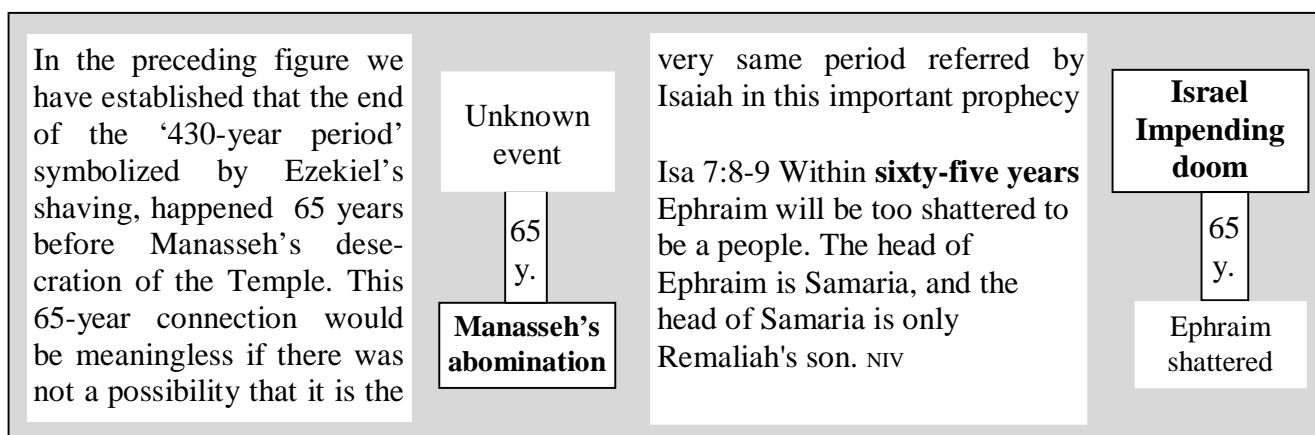 In the preceding figure we
have established that the end
of the ‘430-year period’
symbolized by Ezekiel’s
shaving, happened 65 years
before Manasseh’s dese-
cration of the Temple. This
65-year connection would
be meaningless if there was
not a possibility that it is the
Unknown
event
65
y.
Manasseh’s
abomination
very same period referred by
Isaiah in this important prophecy
Isa 7:8-9 Within sixty-five years
Ephraim will be too shattered to
be a people. The head of
Ephraim is Samaria, and the
head of Samaria is only
Remaliah's son. NIV
Israel
Impending
doom
65
y.
Ephraim
shattered